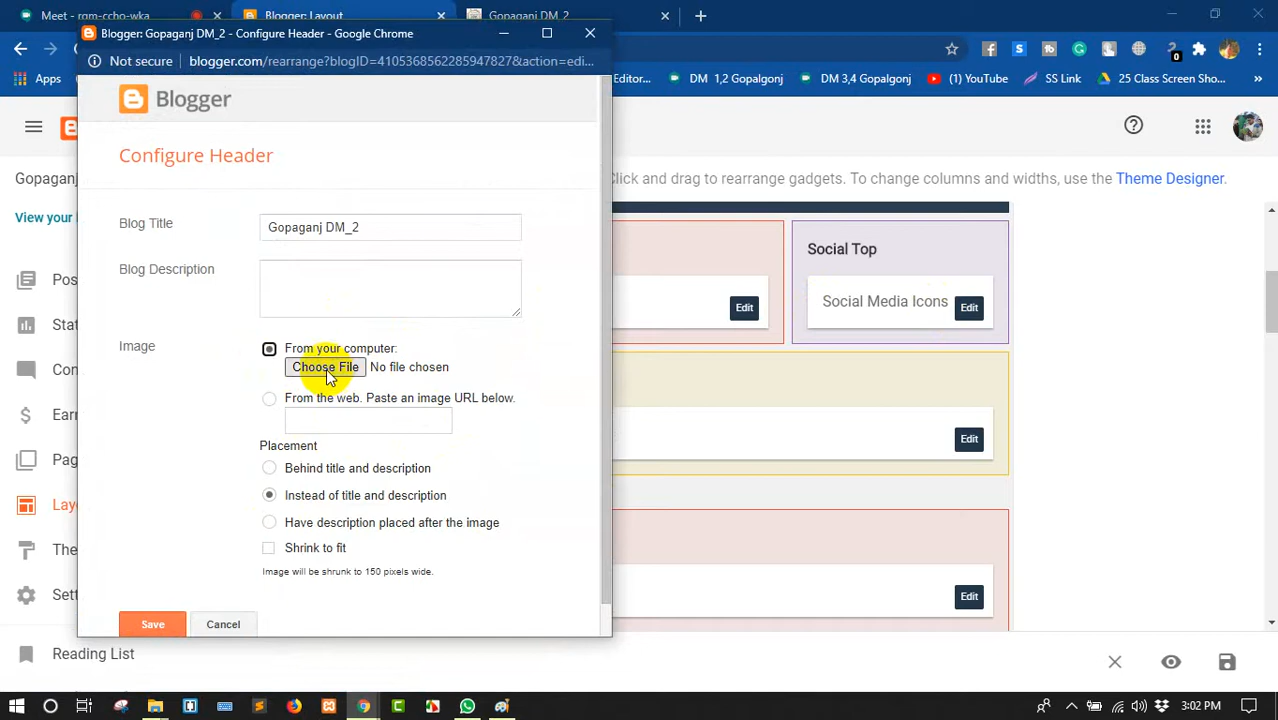 Meet - rgm-ccho-wka
Blogger: Layout
Gopaganj DM_2
Blogger: Gopaganj DM_2 - Configure Header - Google Chrome
Not secure
blogger.com/rearrange?blogID=4105368562285947827&action=edi...
Apps
Editor...
DM 1,2 Gopalgonj
DM 3,4 Gopalgonj
(1) YouTube
SS Link
25 Class Screen Sho...
»
0
Blogger
Configure Header
Gopaganj
Click and drag to rearrange gadgets. To change columns and widths, use the Theme Designer.
View your
Blog Title
Gopaganj DM_2
Social Top
Blog Description
Pos
Social Media Icons
Edit
Edit
Stat
Image
From your computer:
Choose File
No file chosen
Con
From the web. Paste an image URL below.
Earn
Edit
Placement
Pag
Behind title and description
Instead of title and description
Layo
Have description placed after the image
The
Shrink to fit
Image will be shrunk to 150 pixels wide.
Sett
Edit
Save
Cancel
Reading List
3:02 PM